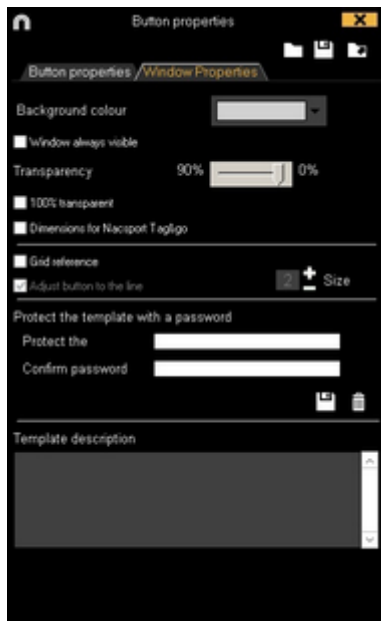 Button properties
Button properties Window Properties
Background colour
Window always visible
Transparency 90% 0%
100% transparent
Dimensions for Nacsport Tag&go
Grid reference
Adjust button to the line 2 Size
Protect the template with a password
Protect the
Confirm password
Template description